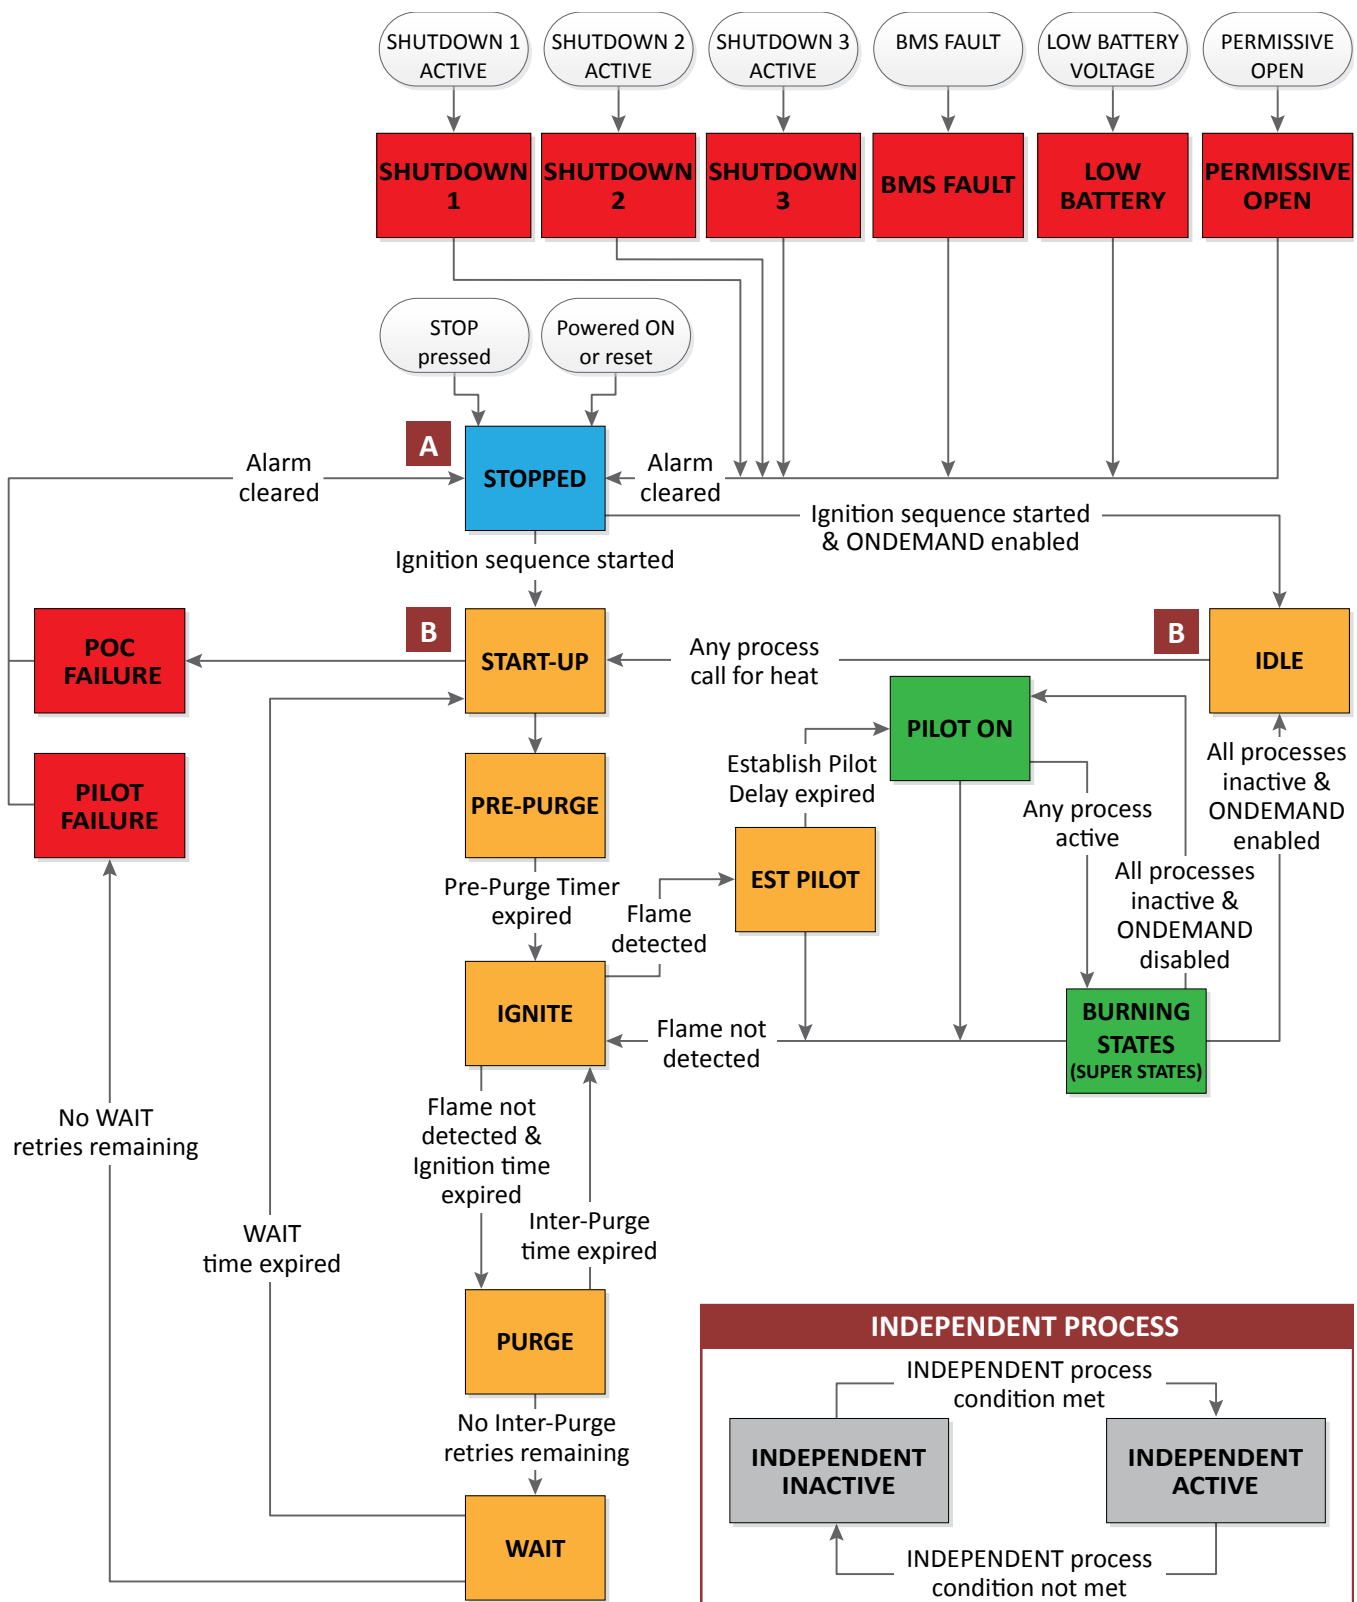 SHUTDOWN 1
ACTIVE
SHUTDOWN 2
ACTIVE
SHUTDOWN 3
ACTIVE
BMS FAULT
LOW BATTERY
VOLTAGE
PERMISSIVE
OPEN
SHUTDOWN
1
SHUTDOWN
2
SHUTDOWN
3
BMS FAULT
LOW
BATTERY
PERMISSIVE
OPEN
STOP
pressed
Powered ON
or reset
A
STOPPED
Alarm
cleared
Alarm
cleared
Ignition sequence started
& ONDEMAND enabled
Ignition sequence started
POC
FAILURE
B
START-UP
Any process
call for heat
B
IDLE
PILOT ON
PILOT
FAILURE
PRE-PURGE
Establish Pilot
Delay expired
Any process
active
All processes
inactive &
ONDEMAND
enabled
EST PILOT
Pre-Purge Timer
expired
Flame
detected
All processes
inactive &
ONDEMAND
disabled
IGNITE
Flame not
detected
BURNING
STATES
(SUPER STATES)
No WAIT
retries remaining
Flame not
detected &
Ignition time
expired
WAIT
time expired
Inter-Purge
time expired
PURGE
No Inter-Purge
retries remaining
WAIT
INDEPENDENT PROCESS
INDEPENDENT process
condition met
INDEPENDENT
INACTIVE
INDEPENDENT
ACTIVE
INDEPENDENT process
condition not met